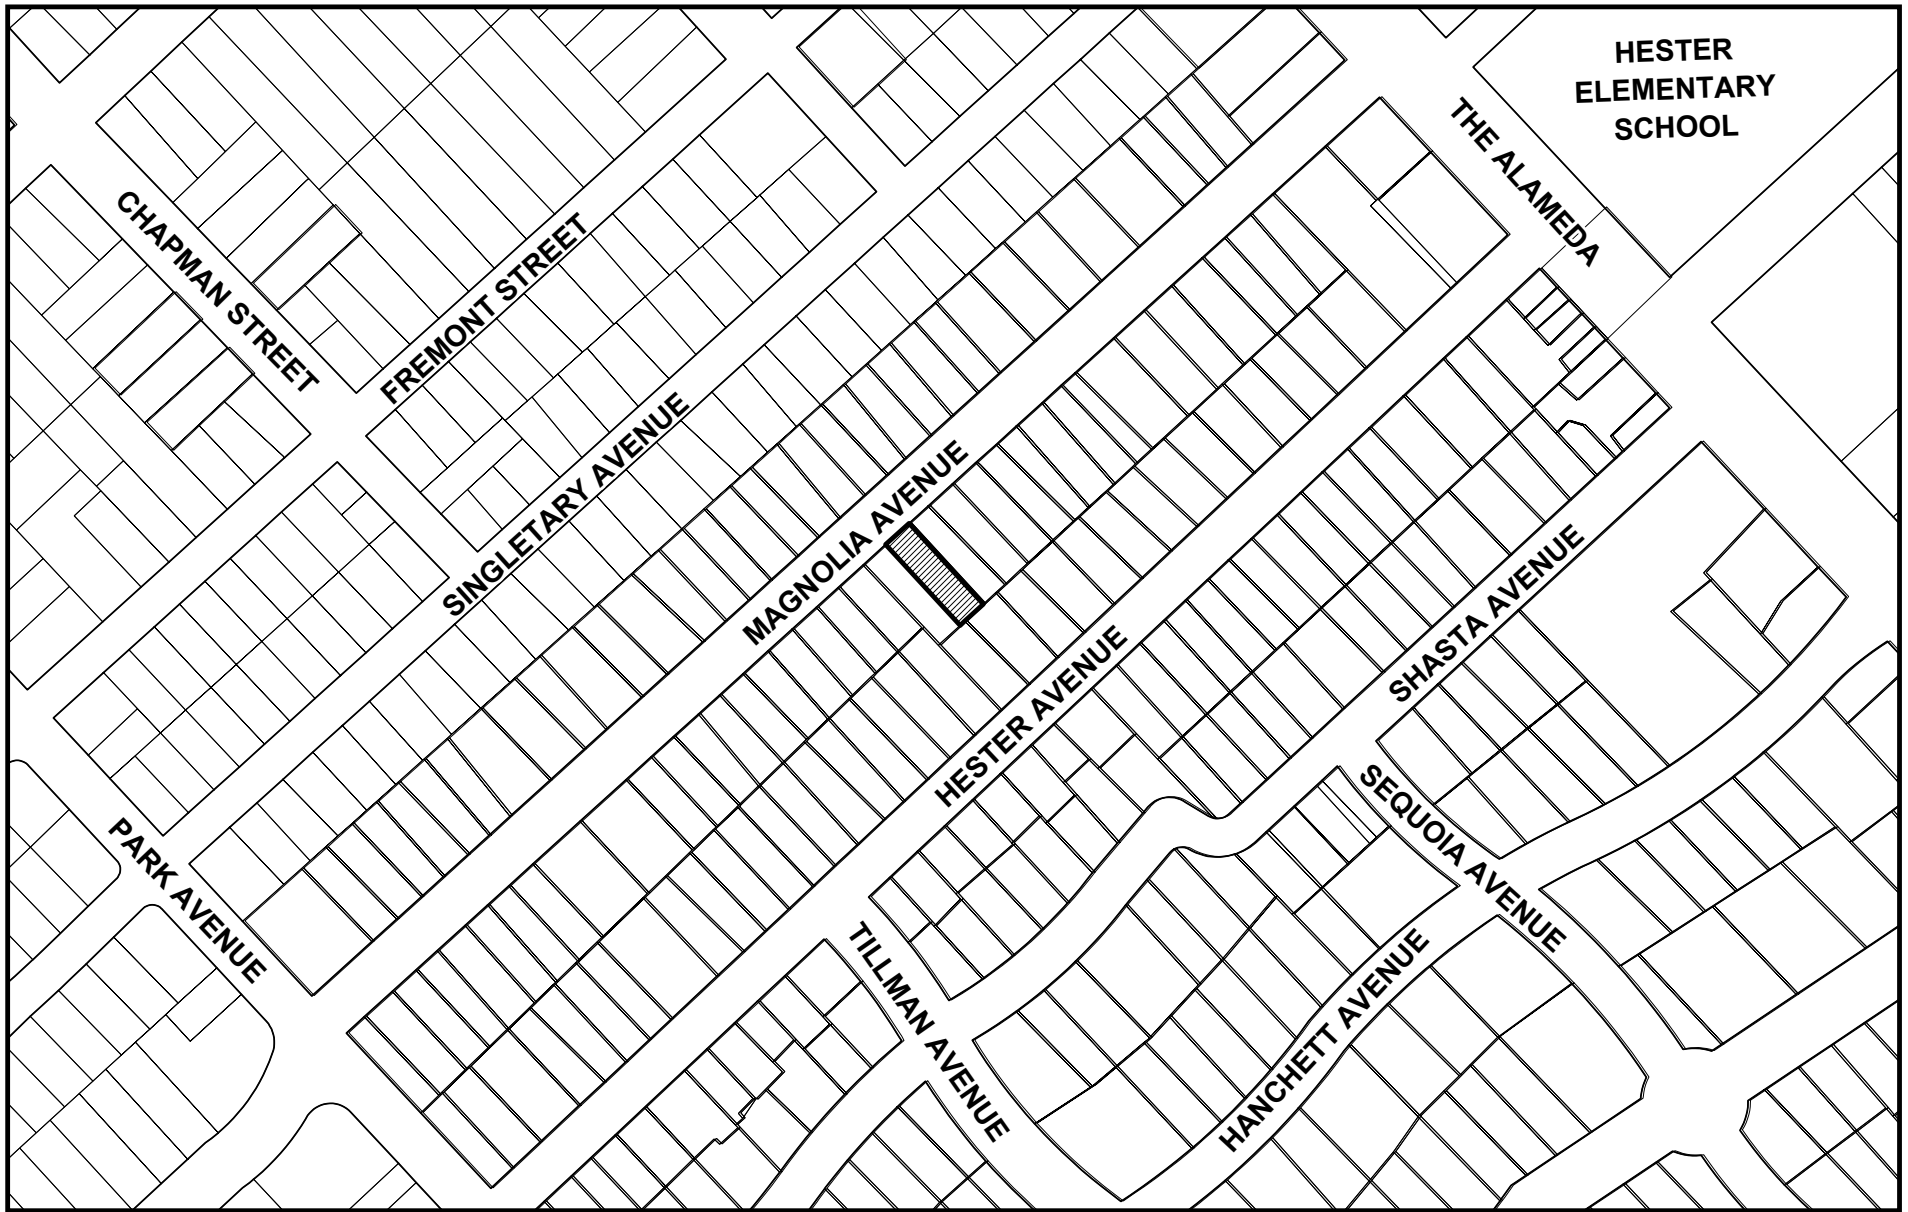 HESTER
ELEMENTARY
SCHOOL
THE ALAMEDA
CHAPMAN STREET
FREMONT STREET
SINGLETARY AVENUE
MAGNOLIA AVENUE
HESTER AVENUE
SHASTA AVENUE
SEQUOIA AVENUE
PARK AVENUE
TILLMAN AVENUE
HANCHETT AVENUE